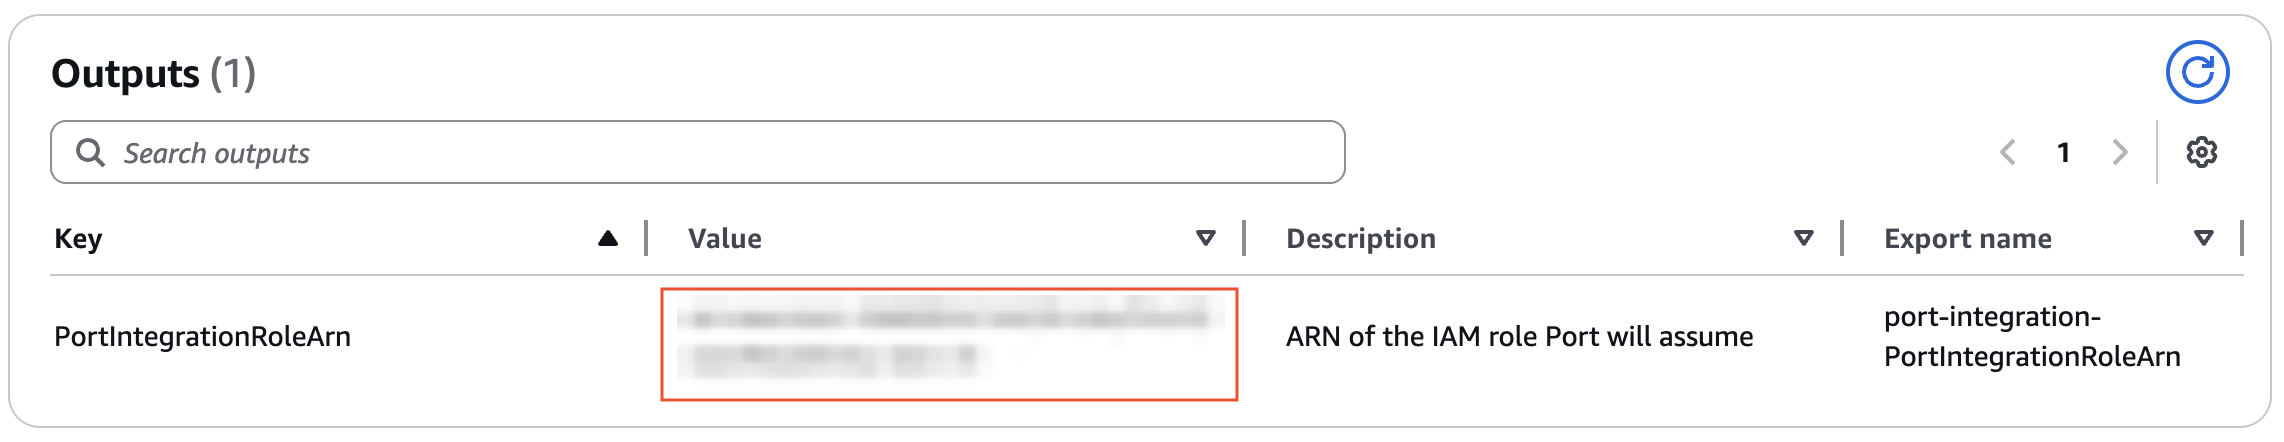 Outputs (1)
Search outputs
1
Key Value Description Export name
PortIntegrationRoleArn ARN of the IAM role Port will assume port-integration-
PortIntegrationRoleArn